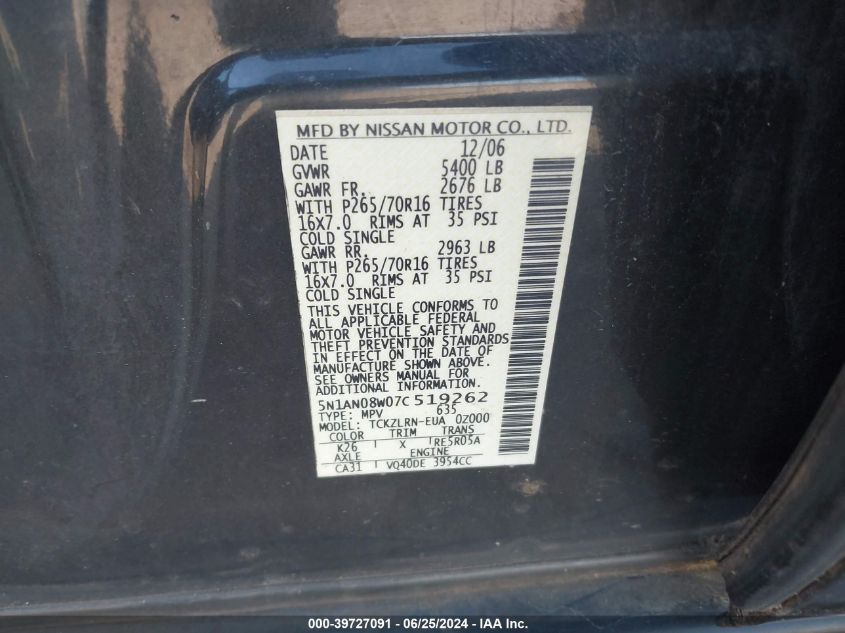 MFD BY NISSAN MOTOR CO., LTD.
DATE 12/06
GVWR 5400 LB
GAWR FR. 2676 LB
WITH P265/70R16 TIRES
16X7.0 RIMS AT 35 PSI
COLD SINGLE
GAWR RR. 2963 LB
WITH P265/70R16 TIRES
16X7.0 RIMS AT 35 PSI
COLD SINGLE
THIS VEHICLE CONFORMS TO
ALL APPLICABLE FEDERAL
MOTOR VEHICLE SAFETY AND
THEFT PREVENTION STANDARDS
IN EFFECT ON THE DATE OF
MANUFACTURE SHOWN ABOVE.
SEE OWNERS MANUAL FOR
ADDITIONAL INFORMATION
5N1AN08W07C519262
TYPE: MPV 635
MODEL: TCKZLRN-EUA 0Z000
COLOR TRIM TRANS
K26 X RE5R05A
AXLE ENGINE
CA31 VQ40DE 3954CC
000-39727091 - 06/25/2024 - IAA Inc.